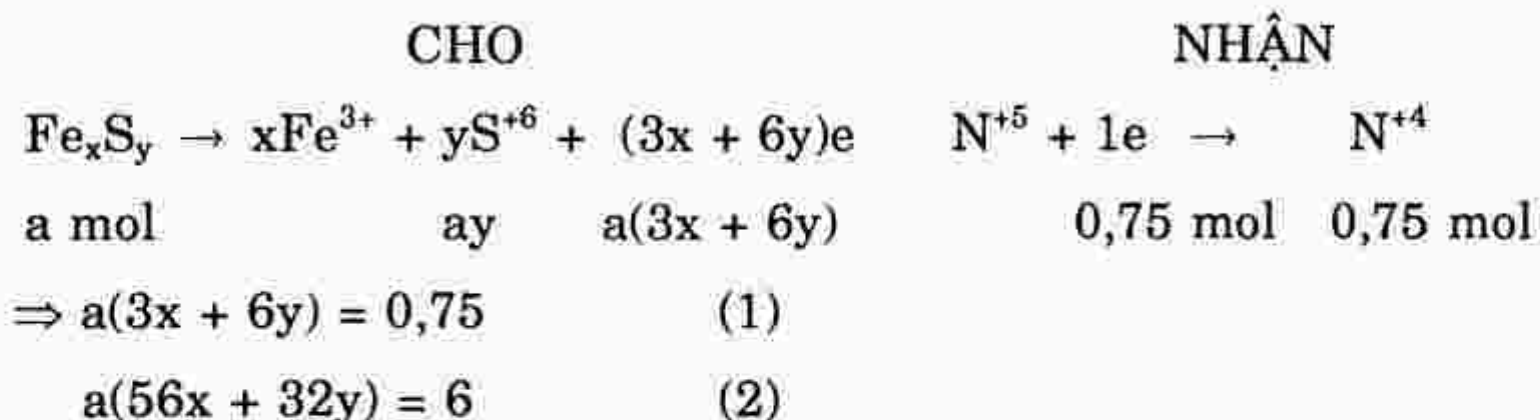 CHO NHẬN
FeₓSᵧ → xFe³⁺ + yS⁺⁶ + (3x + 6y)e N⁺⁵ + 1e → N⁺⁴
a mol ay a(3x + 6y) 0,75 mol 0,75 mol
⇒ a(3x + 6y) = 0,75 (1)
a(56x + 32y) = 6 (2)